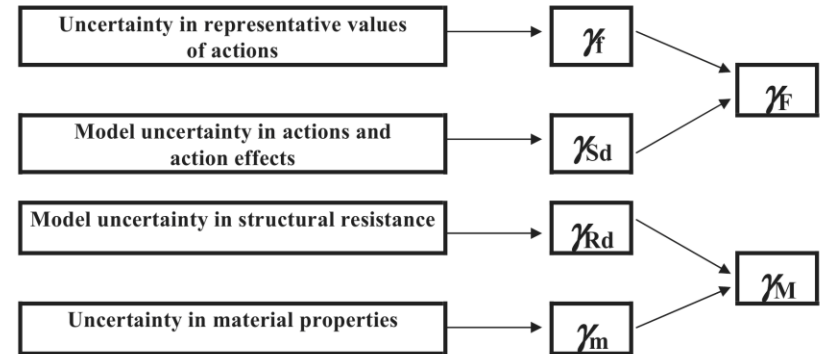 Uncertainty in representative values
of actions
γf
γF
Model uncertainty in actions and
action effects
γSd
Model uncertainty in structural resistance
γRd
γM
Uncertainty in material properties
γm